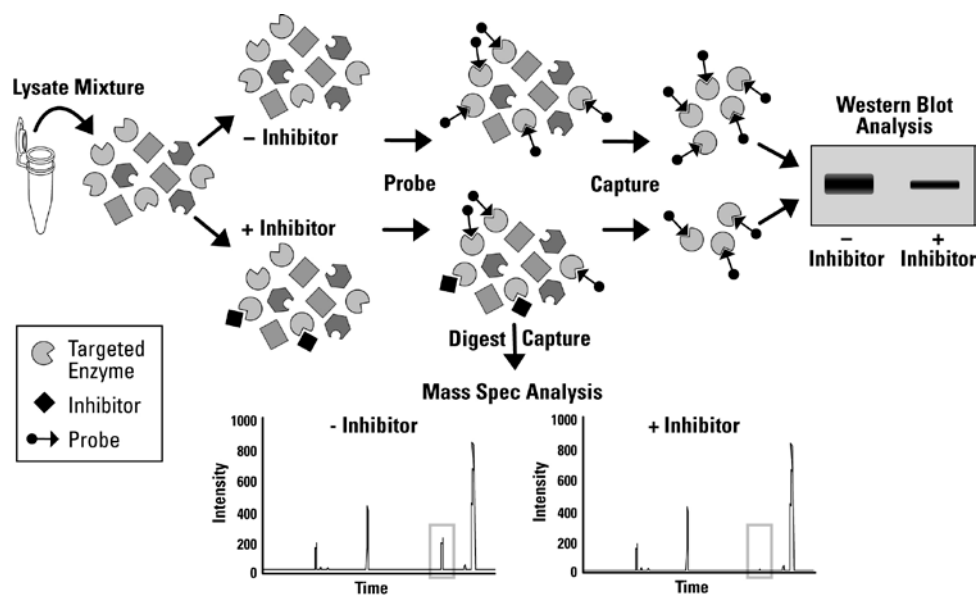 Lysate Mixture
– Inhibitor
+ Inhibitor
Probe
Capture
Western Blot
Analysis
–
Inhibitor
+
Inhibitor
Targeted
Enzyme
Inhibitor
Probe
Digest
Capture
Mass Spec Analysis
- Inhibitor
Intensity
1000
800
600
400
200
0
Time
+ Inhibitor
Intensity
1000
800
600
400
200
0
Time